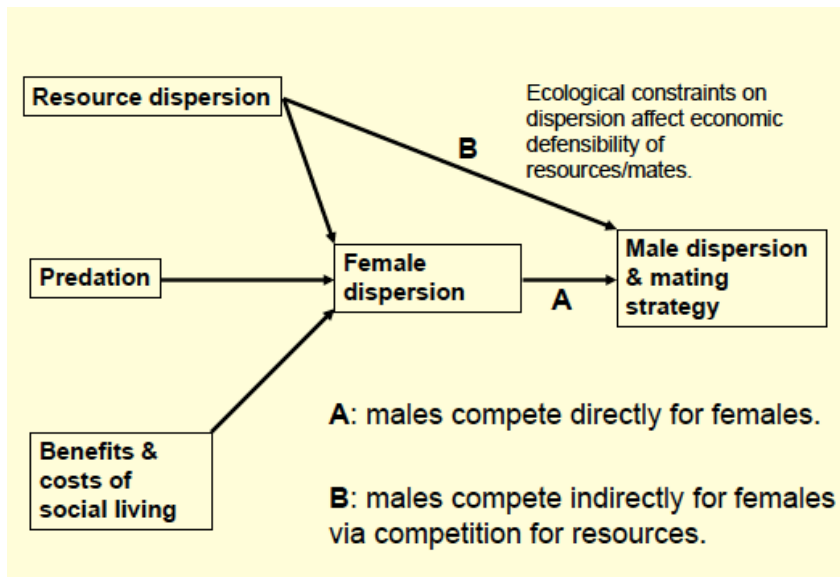 Resource dispersion
Ecological constraints on
dispersion affect economic
defensibility of
resources/mates.
B
Predation
Female
dispersion
A
Male dispersion
& mating
strategy
Benefits &
costs of
social living
A: males compete directly for females.
B: males compete indirectly for females
via competition for resources.